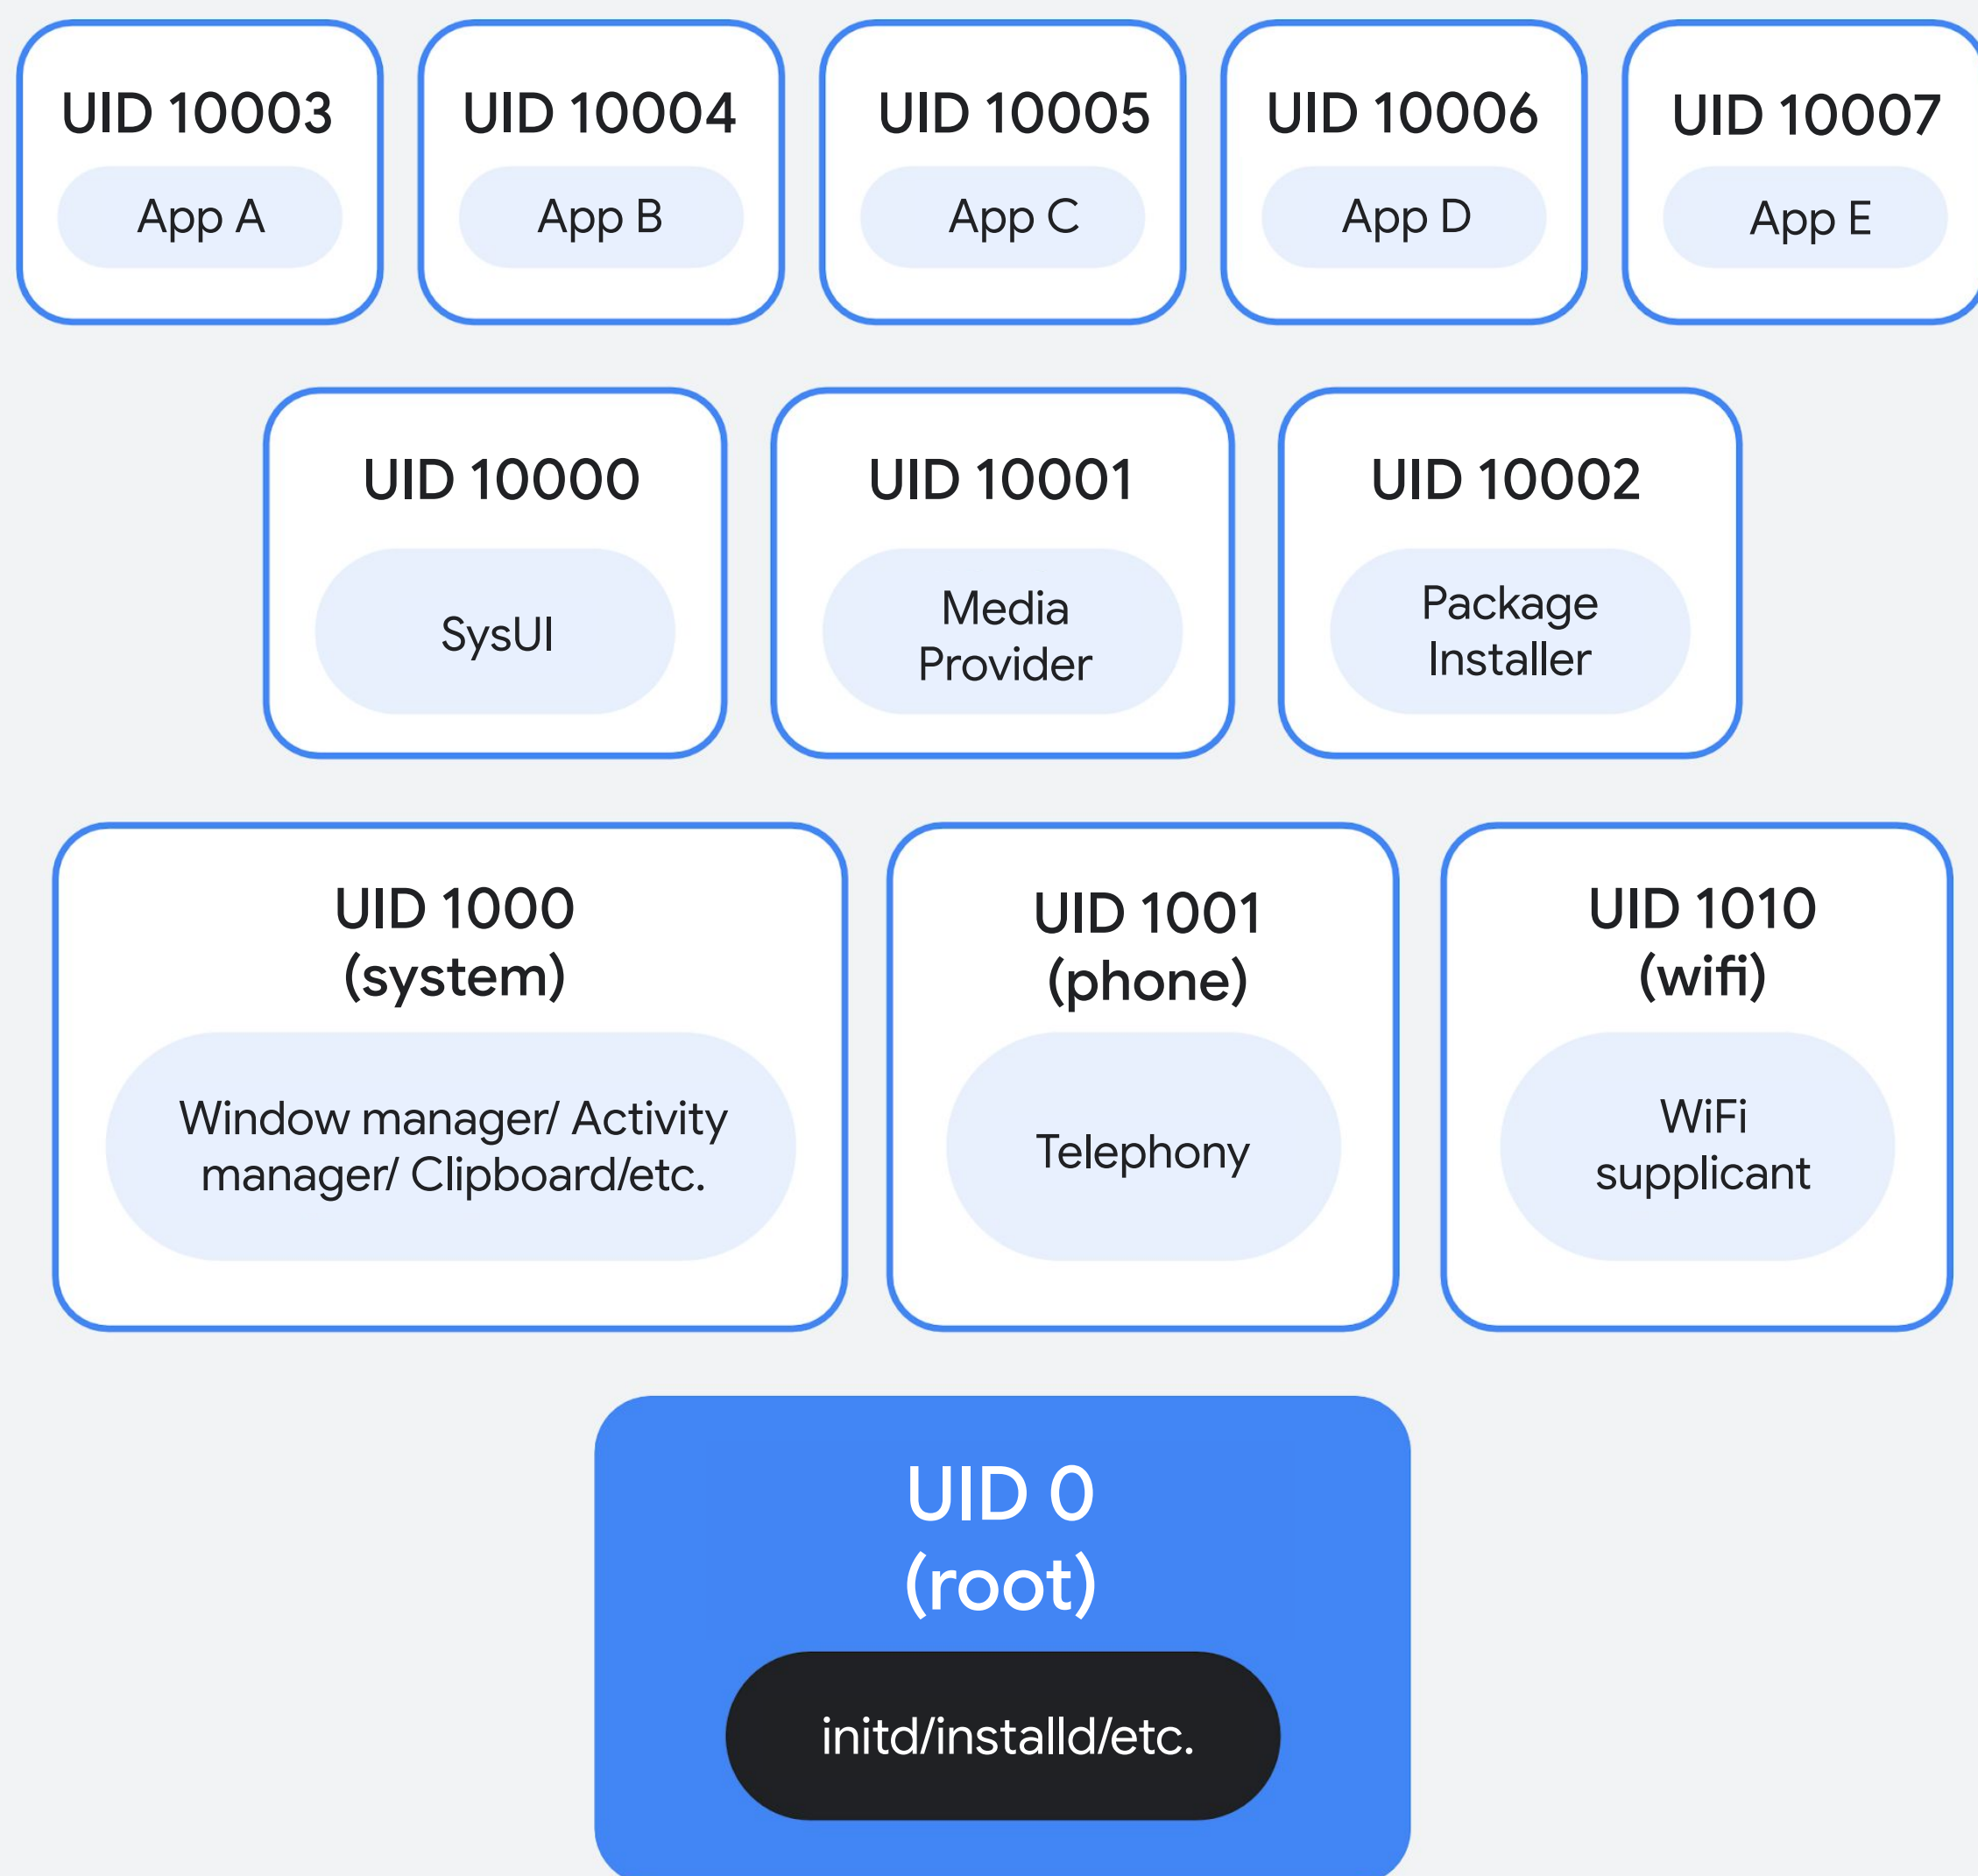 UID 10003
App A
UID 10004
App B
UID 10005
App C
UID 10006
App D
UID 10007
App E
UID 10000
SysUI
UID 10001
Media
Provider
UID 10002
Package
Installer
UID 1000
(system)
Window manager/ Activity
manager/ Clipboard/etc.
UID 1001
(phone)
Telephony
UID 1010
(wifi)
WiFi
supplicant
UID 0
(root)
initd/installd/etc.